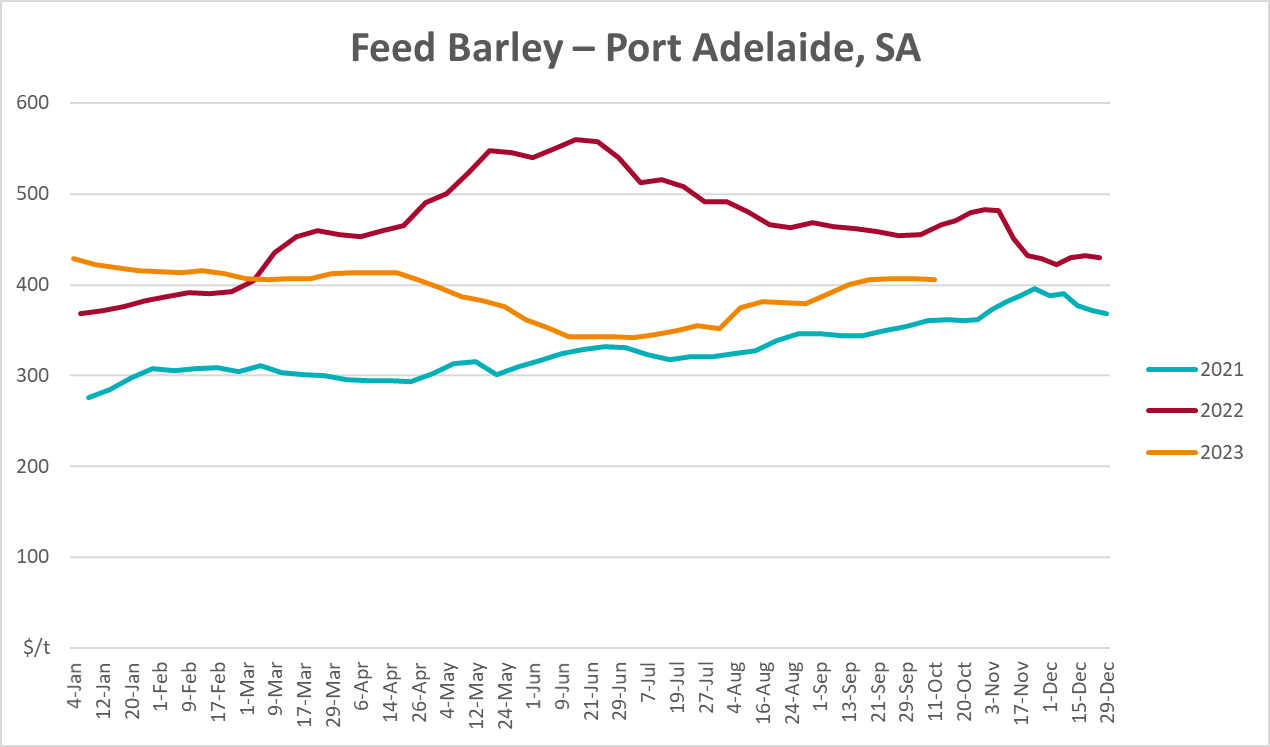 Feed Barley – Port Adelaide, SA
600
500
400
300
200
100
$/t
4-Jan
12-Jan
20-Jan
1-Feb
9-Feb
17-Feb
1-Mar
9-Mar
17-Mar
29-Mar
6-Apr
14-Apr
26-Apr
4-May
12-May
24-May
1-Jun
9-Jun
21-Jun
29-Jun
7-Jul
19-Jul
27-Jul
4-Aug
16-Aug
24-Aug
1-Sep
13-Sep
21-Sep
29-Sep
11-Oct
20-Oct
3-Nov
17-Nov
1-Dec
15-Dec
29-Dec
2021
2022
2023